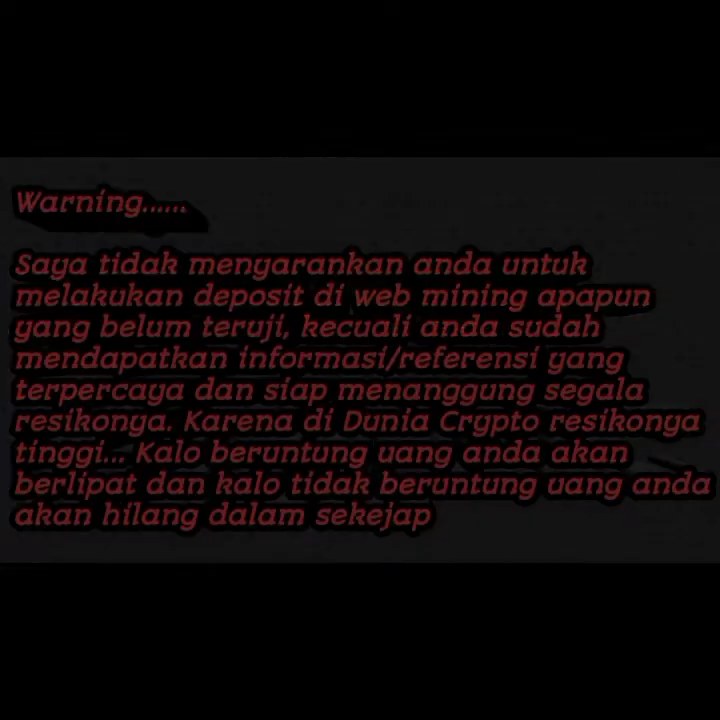 Warning......
Saya tidak menyarankan anda untuk
melakukan deposit di web mining apapun
yang belum teruji, kecuali anda sudah
mendapatkan informasi/referensi yang
terpercaya dan siap menanggung segala
resikonya. Karena di Dunia Crypto resikonya
tinggi... Kalo beruntung uang anda akan
berlipat dan kalo tidak beruntung uang anda
akan hilang dalam sekejap